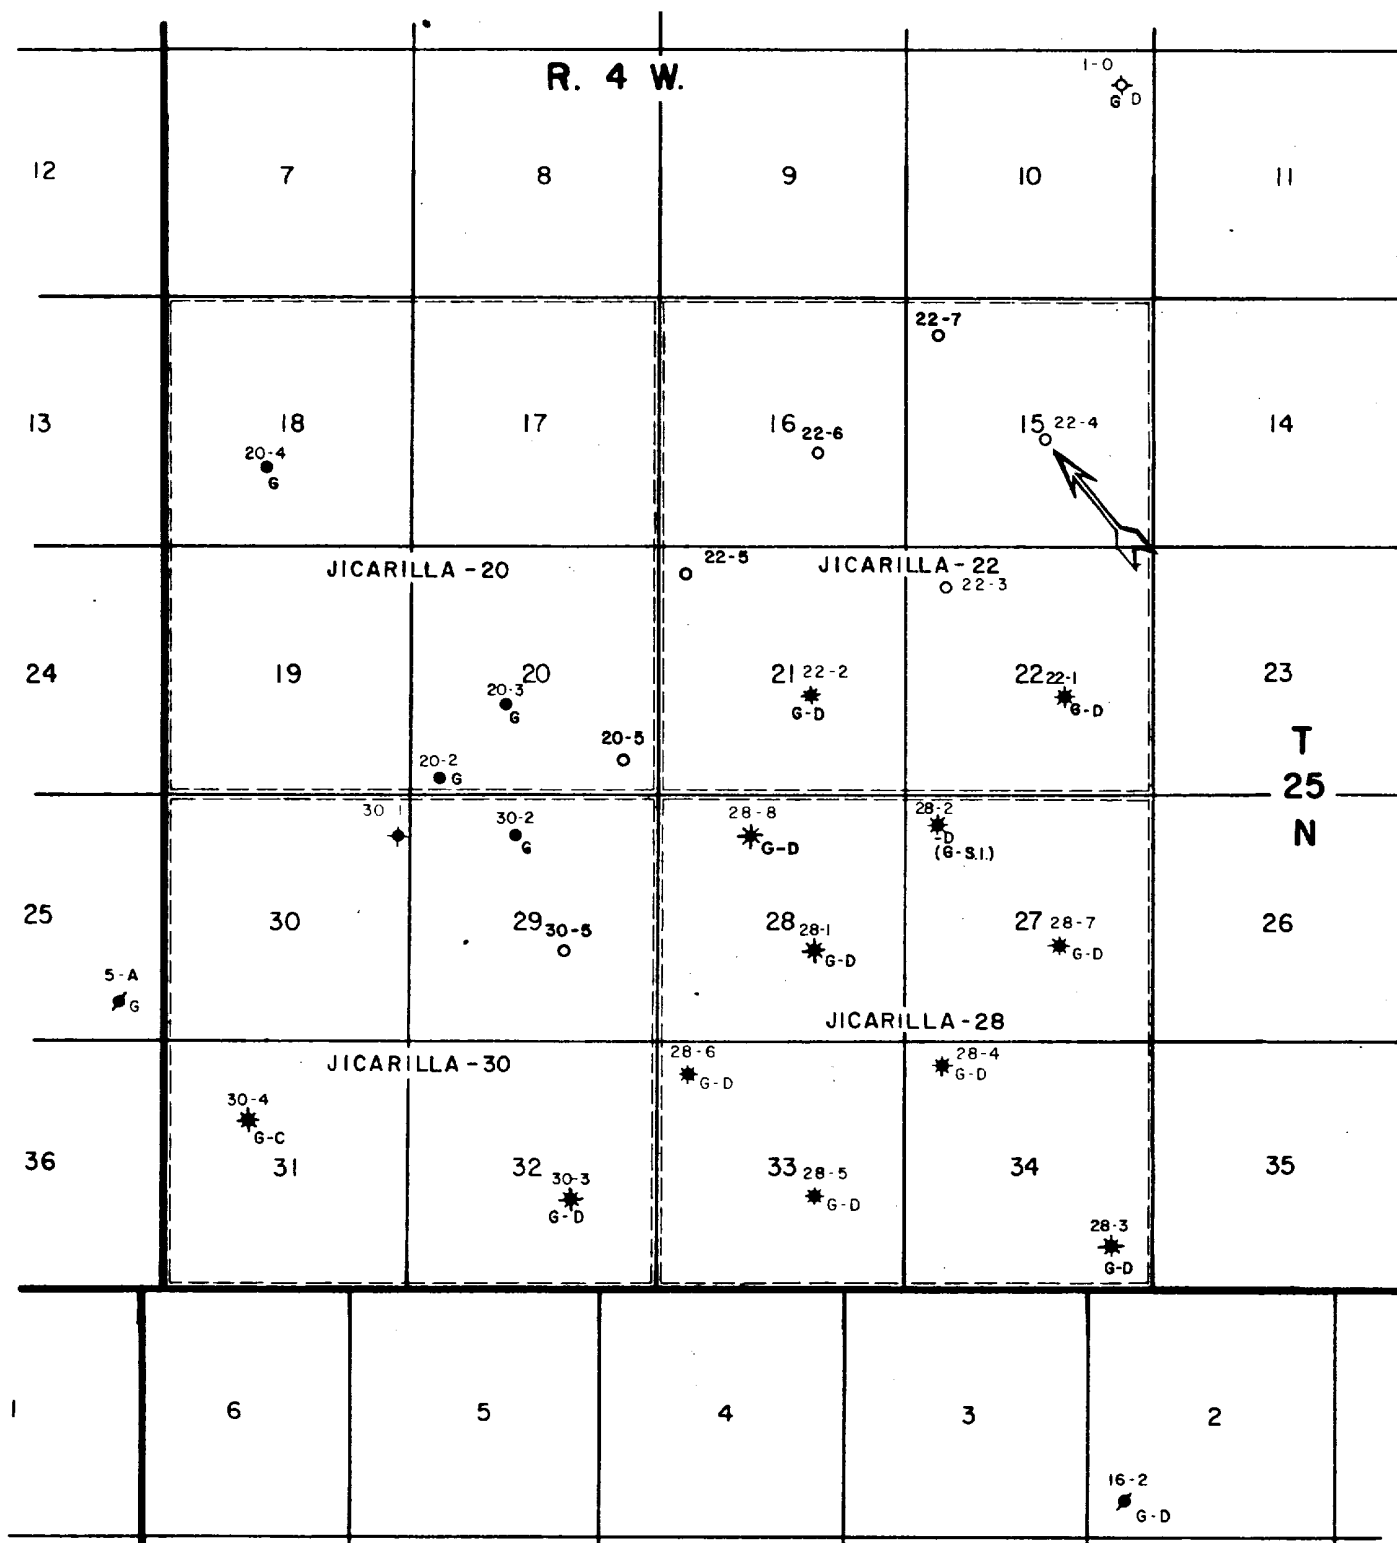 R. 4 W.
1-O
G D
12
7
8
9
10
11
22-7
13
18
17
16
22-6
15
22-4
14
20-4
G
22-5
JICARILLA-20
JICARILLA-22
22-3
24
19
20
21
22-2
22
22-1
23
20-3
G
G-D
G-D
20-5
T
25
N
20-2
G
30 1
30-2
G
28-8
G-D
28-2
-D
(G-S.I.)
25
30
29
30-5
28
28-1
G-D
27
28-7
G-D
26
5-A
G
JICARILLA-28
JICARILLA-30
28-6
G-D
28-4
G-D
30-4
G-C
36
31
32
30-3
G-D
33
28-5
G-D
34
35
28-3
G-D
1
6
5
4
3
2
16-2
G-D